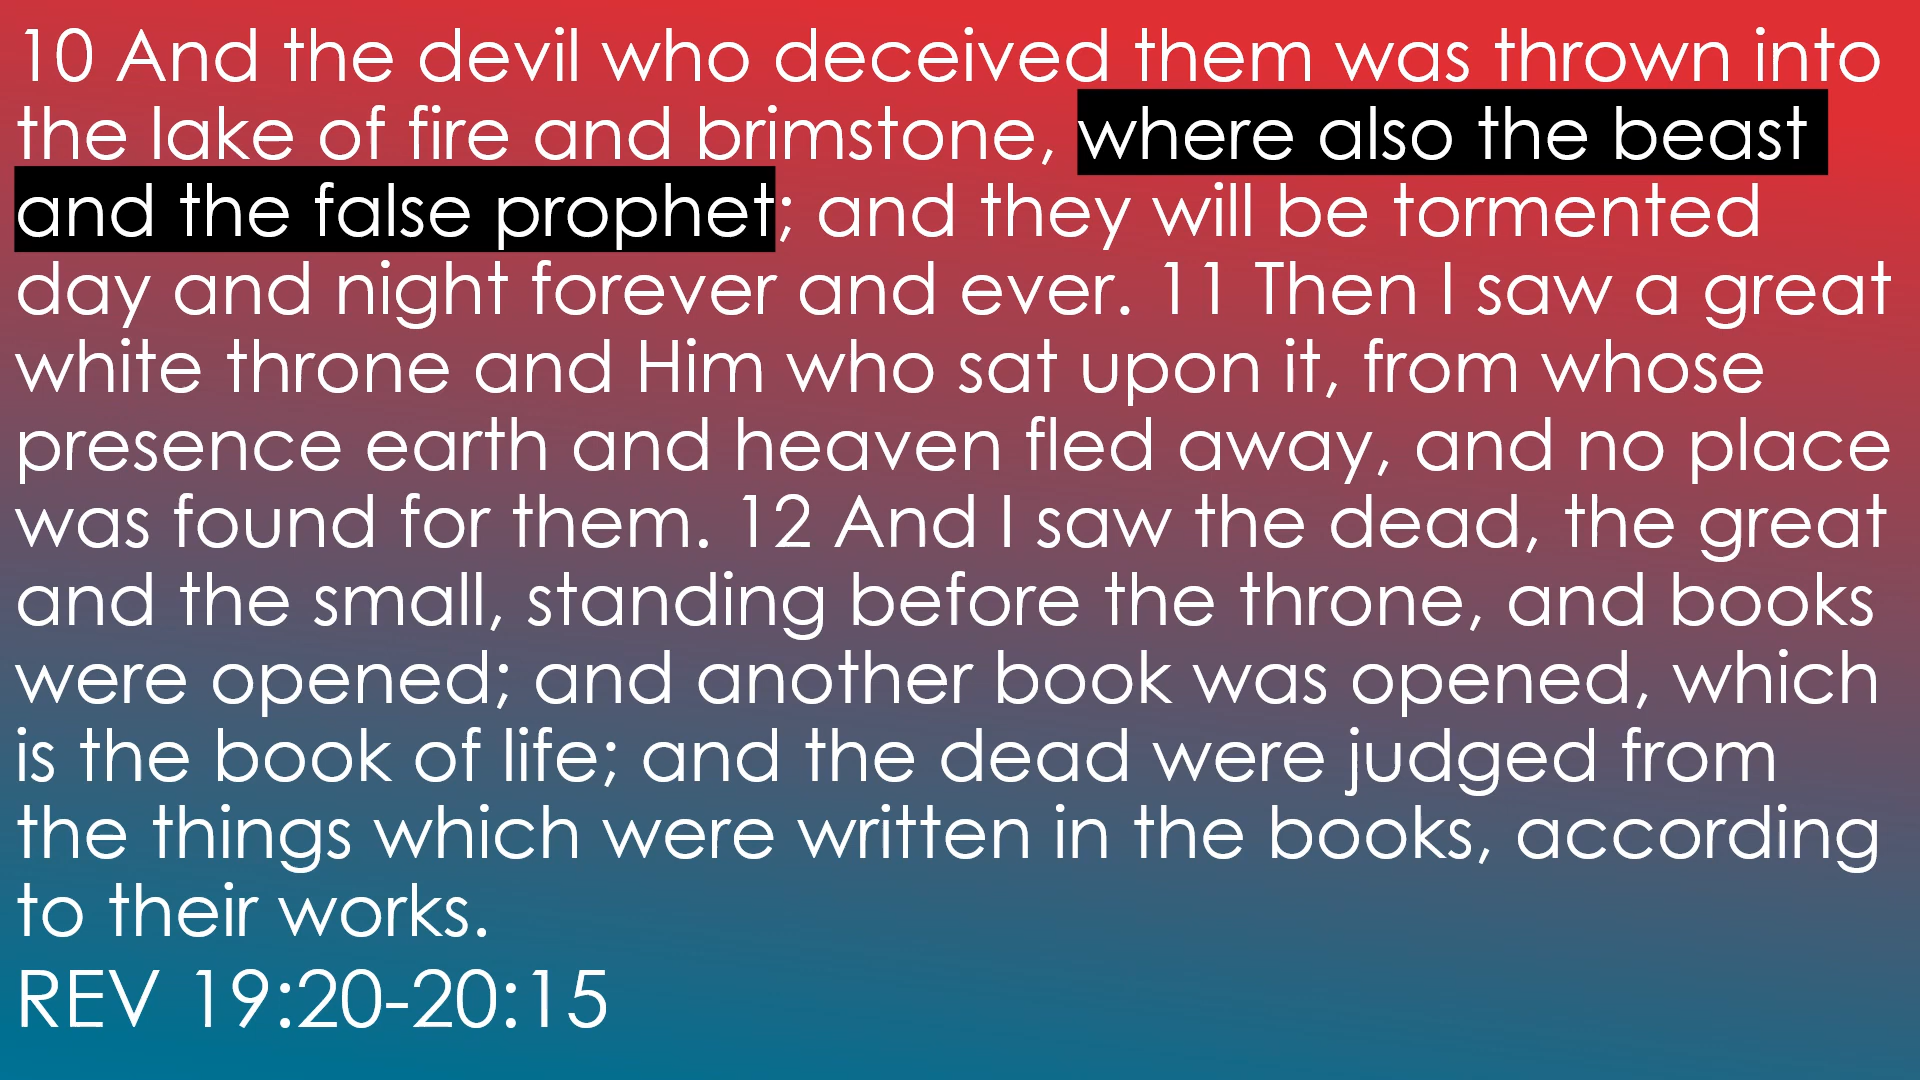 10 And the devil who deceived them was thrown into
the lake of fire and brimstone, where also the beast
and the false prophet; and they will be tormented
day and night forever and ever. 11 Then I saw a great
white throne and Him who sat upon it, from whose
presence earth and heaven fled away, and no place
was found for them. 12 And I saw the dead, the great
and the small, standing before the throne, and books
were opened; and another book was opened, which
is the book of life; and the dead were judged from
the things which were written in the books, according
to their works.
REV 19:20-20:15